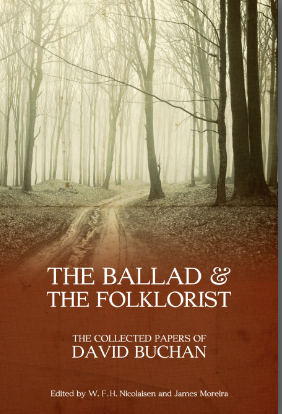 THE BALLAD &
THE FOLKLORIST
THE COLLECTED PAPERS OF
DAVID BUCHAN
Edited by W. F. H. Nicolaisen and James Moreira